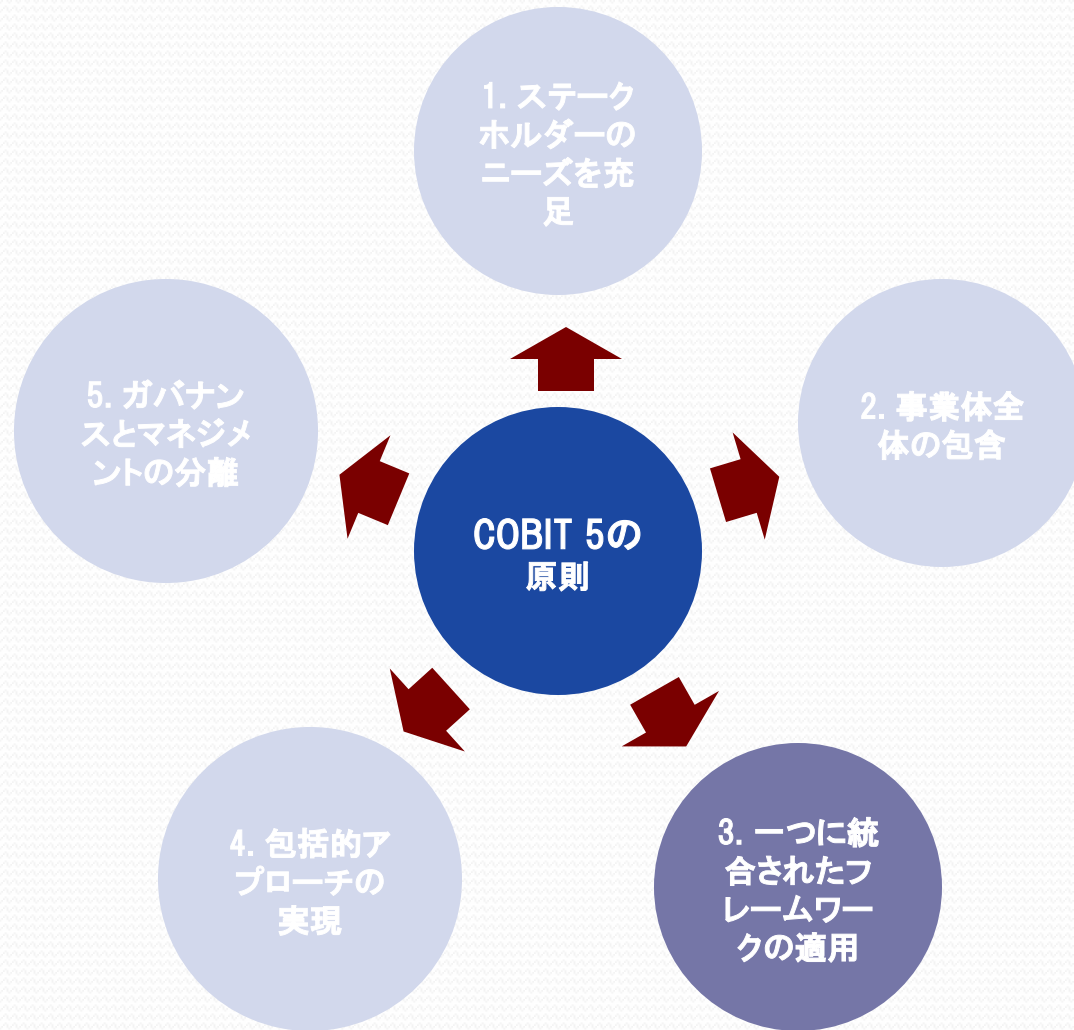 1. ステーク
ホルダーの
ニーズを充
足
5. ガバナン
スとマネジメ
ントの分離
2. 事業体全
体の包含
COBIT 5の
原則
4. 包括的ア
プローチの
実現
3. 一つに統
合されたフ
レームワー
クの適用